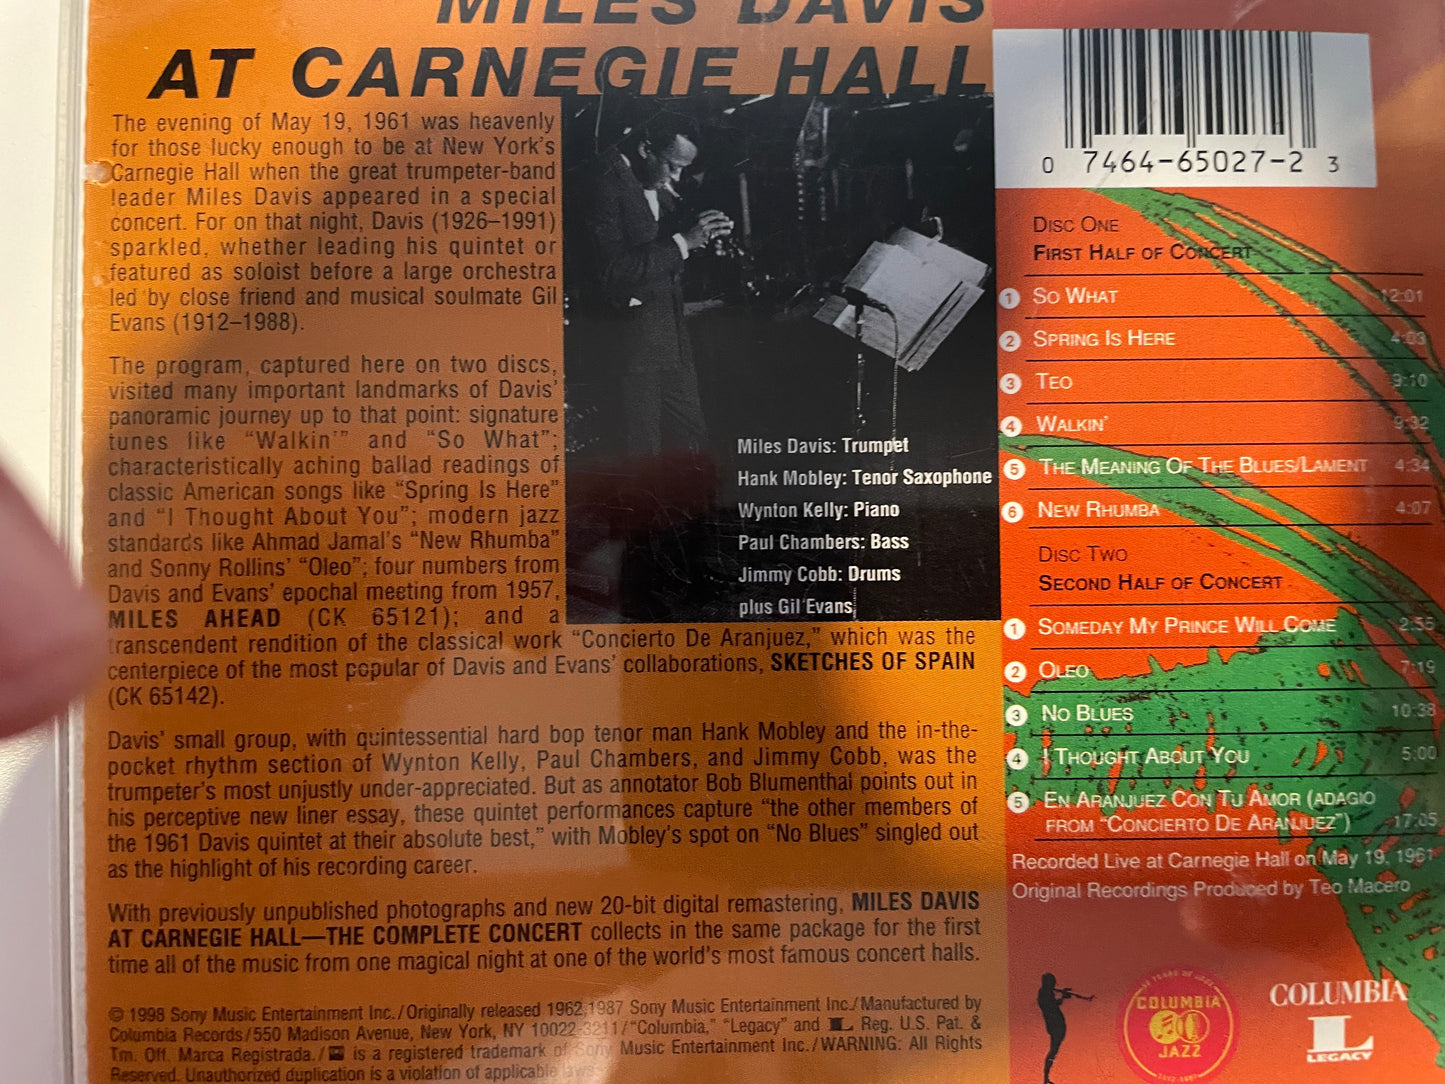 MILES DAVIS
AT CARNEGIE HALL
The evening of May 19, 1961 was heavenly
for those lucky enough to be at New York's
Carnegie Hall when the great trumpeter-band
leader Miles Davis appeared in a special
concert. For on that night, Davis (1926–1991)
sparkled, whether leading his quintet or
featured as soloist before a large orchestra
led by close friend and musical soulmate Gil
Evans (1912–1988).
The program, captured here on two discs,
visited many important landmarks of Davis'
panoramic journey up to that point: signature
tunes like "Walkin'" and "So What";
characteristically aching ballad readings of
classic American songs like "Spring Is Here"
and "I Thought About You"; modern jazz
standards like Ahmad Jamal's "New Rhumba"
and Sonny Rollins' "Oleo"; four numbers from
Davis and Evans' epochal meeting from 1957,
MILES AHEAD (CK 65121); and a
transcendent rendition of the classical work "Concierto De Aranjuez," which was the
centerpiece of the most popular of Davis and Evans' collaborations, SKETCHES OF SPAIN
(CK 65142).
Davis' small group, with quintessential hard bop tenor man Hank Mobley and the in-the-
pocket rhythm section of Wynton Kelly, Paul Chambers, and Jimmy Cobb, was the
trumpeter's most unjustly under-appreciated. But as annotator Bob Blumenthal points out in
his perceptive new liner essay, these quintet performances capture "the other members of
the 1961 Davis quintet at their absolute best," with Mobley's spot on "No Blues" singled out
as the highlight of his recording career.
With previously unpublished photographs and new 20-bit digital remastering, MILES DAVIS
AT CARNEGIE HALL—THE COMPLETE CONCERT collects in the same package for the first
time all of the music from one magical night at one of the world's most famous concert halls.
© 1998 Sony Music Entertainment Inc./Originally released 1962, 1987 Sony Music Entertainment Inc./Manufactured by
Columbia Records/550 Madison Avenue, New York, NY 10022-3211/"Columbia," "Legacy" and L Reg. U.S. Pat. &
Tm. Off. Marca Registrada./ is a registered trademark of Sony Music Entertainment Inc./WARNING: All Rights
Reserved. Unauthorized duplication is a violation of applicable laws
Miles Davis: Trumpet
Hank Mobley: Tenor Saxophone
Wynton Kelly: Piano
Paul Chambers: Bass
Jimmy Cobb: Drums
plus Gil Evans
0 7464-65027-2 3
DISC ONE
FIRST HALF OF CONCERT
1 SO WHAT 12:01
2 SPRING IS HERE 4:03
3 TEO 9:10
4 WALKIN' 9:32
5 THE MEANING OF THE BLUES/LAMENT 4:34
6 NEW RHUMBA 4:07
DISC TWO
SECOND HALF OF CONCERT
1 SOMEDAY MY PRINCE WILL COME 2:55
2 OLEO 7:19
3 NO BLUES 10:38
4 I THOUGHT ABOUT YOU 5:00
5 EN ARANJUEZ CON TU AMOR (ADAGIO
FROM "CONCIERTO DE ARANJUEZ") 17:05
Recorded Live at Carnegie Hall on May 19, 1961
Original Recordings Produced by Teo Macero
COLUMBIA
JAZZ
COLUMBIA
L
LEGACY